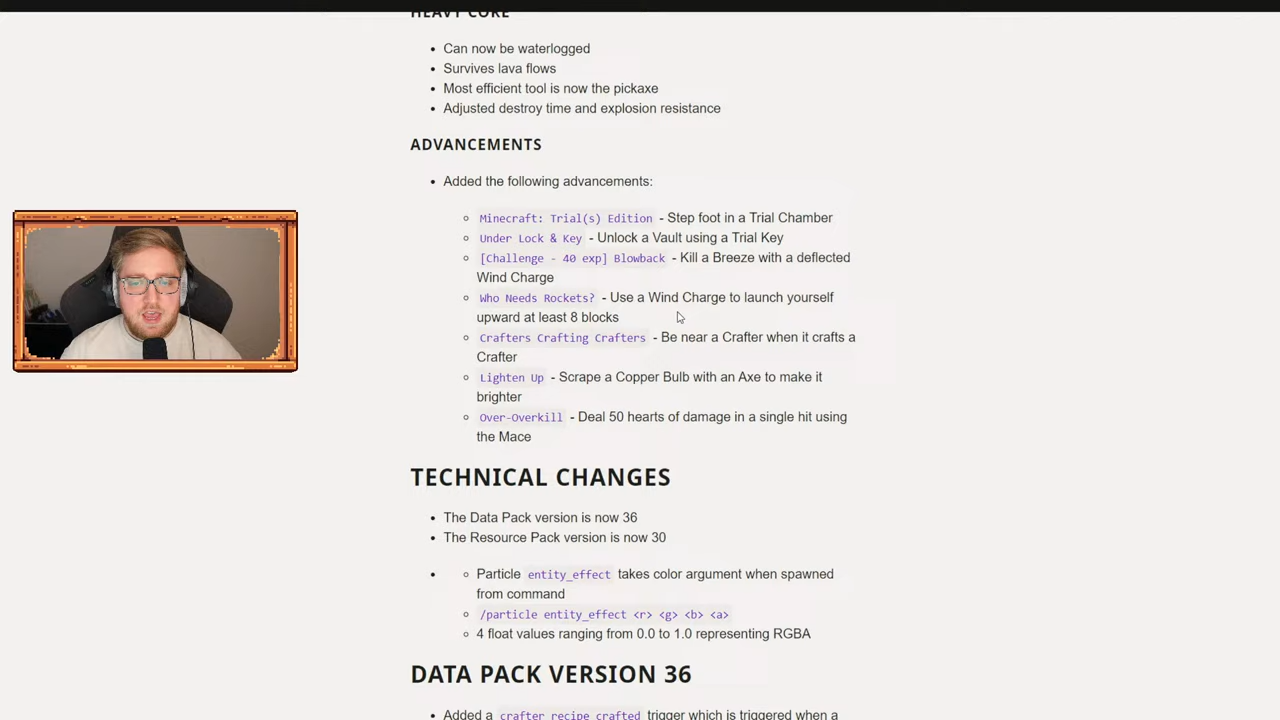 HEAVY CORE
Can now be waterlogged
Survives lava flows
Most efficient tool is now the pickaxe
Adjusted destroy time and explosion resistance
ADVANCEMENTS
Added the following advancements:
Minecraft: Trial(s) Edition - Step foot in a Trial Chamber
Under Lock & Key - Unlock a Vault using a Trial Key
[Challenge - 40 exp] Blowback - Kill a Breeze with a deflected
Wind Charge
Who Needs Rockets? - Use a Wind Charge to launch yourself
upward at least 8 blocks
Crafters Crafting Crafters - Be near a Crafter when it crafts a
Crafter
Lighten Up - Scrape a Copper Bulb with an Axe to make it
brighter
Over-Overkill - Deal 50 hearts of damage in a single hit using
the Mace
TECHNICAL CHANGES
The Data Pack version is now 36
The Resource Pack version is now 30
Particle entity_effect takes color argument when spawned
from command
/particle entity_effect <r> <g> <b> <a>
4 float values ranging from 0.0 to 1.0 representing RGBA
DATA PACK VERSION 36
Added a crafter_recipe_crafted trigger which is triggered when a